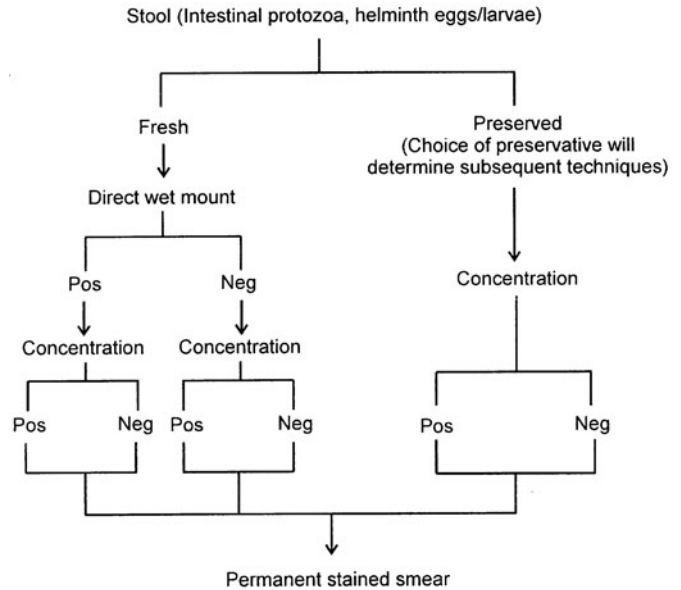 Stool (Intestinal protozoa, helminth eggs/larvae)
Fresh
Preserved
(Choice of preservative will
determine subsequent techniques)
Direct wet mount
Pos
Neg
Concentration
Concentration
Concentration
Pos
Neg
Pos
Neg
Pos
Neg
Permanent stained smear